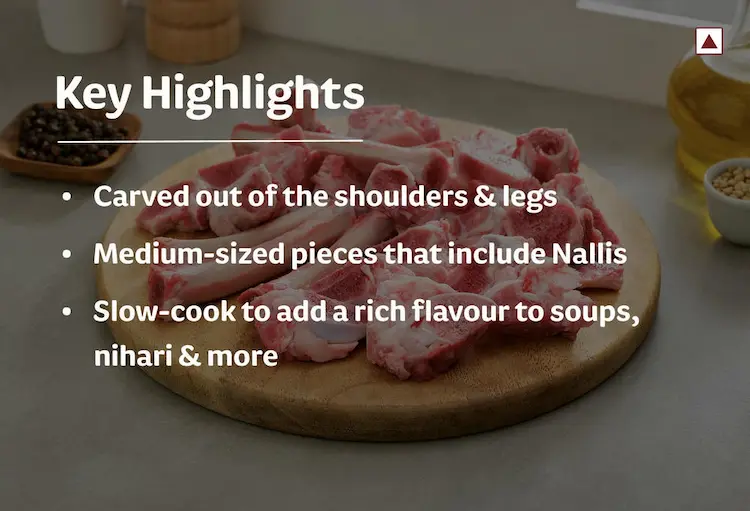 Key Highlights
• Carved out of the shoulders & legs
• Medium-sized pieces that include Nallis
• Slow-cook to add a rich flavour to soups,
nihari & more